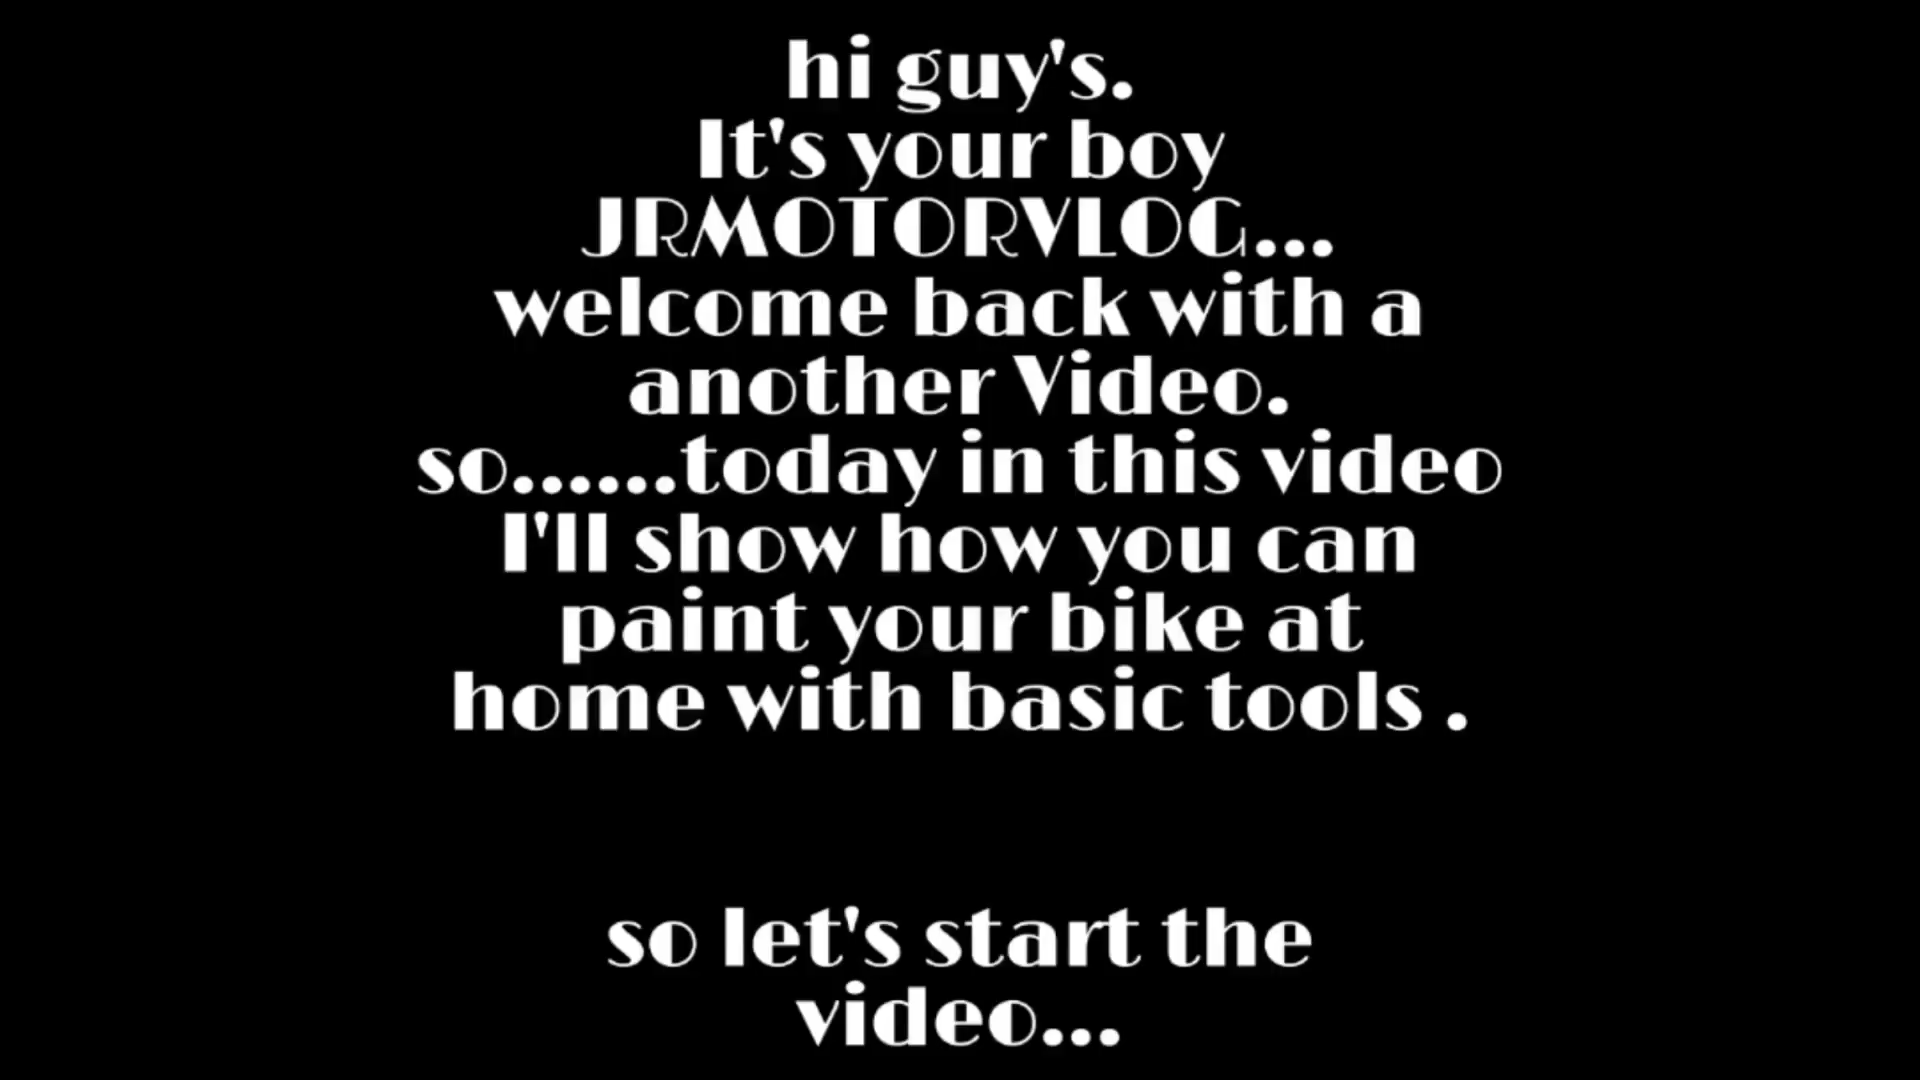 hi guy's.
It's your boy
JRMOTORVLOG...
welcome back with a
another Video.
so......today in this video
I'll show how you can
paint your bike at
home with basic tools .
so let's start the
video...